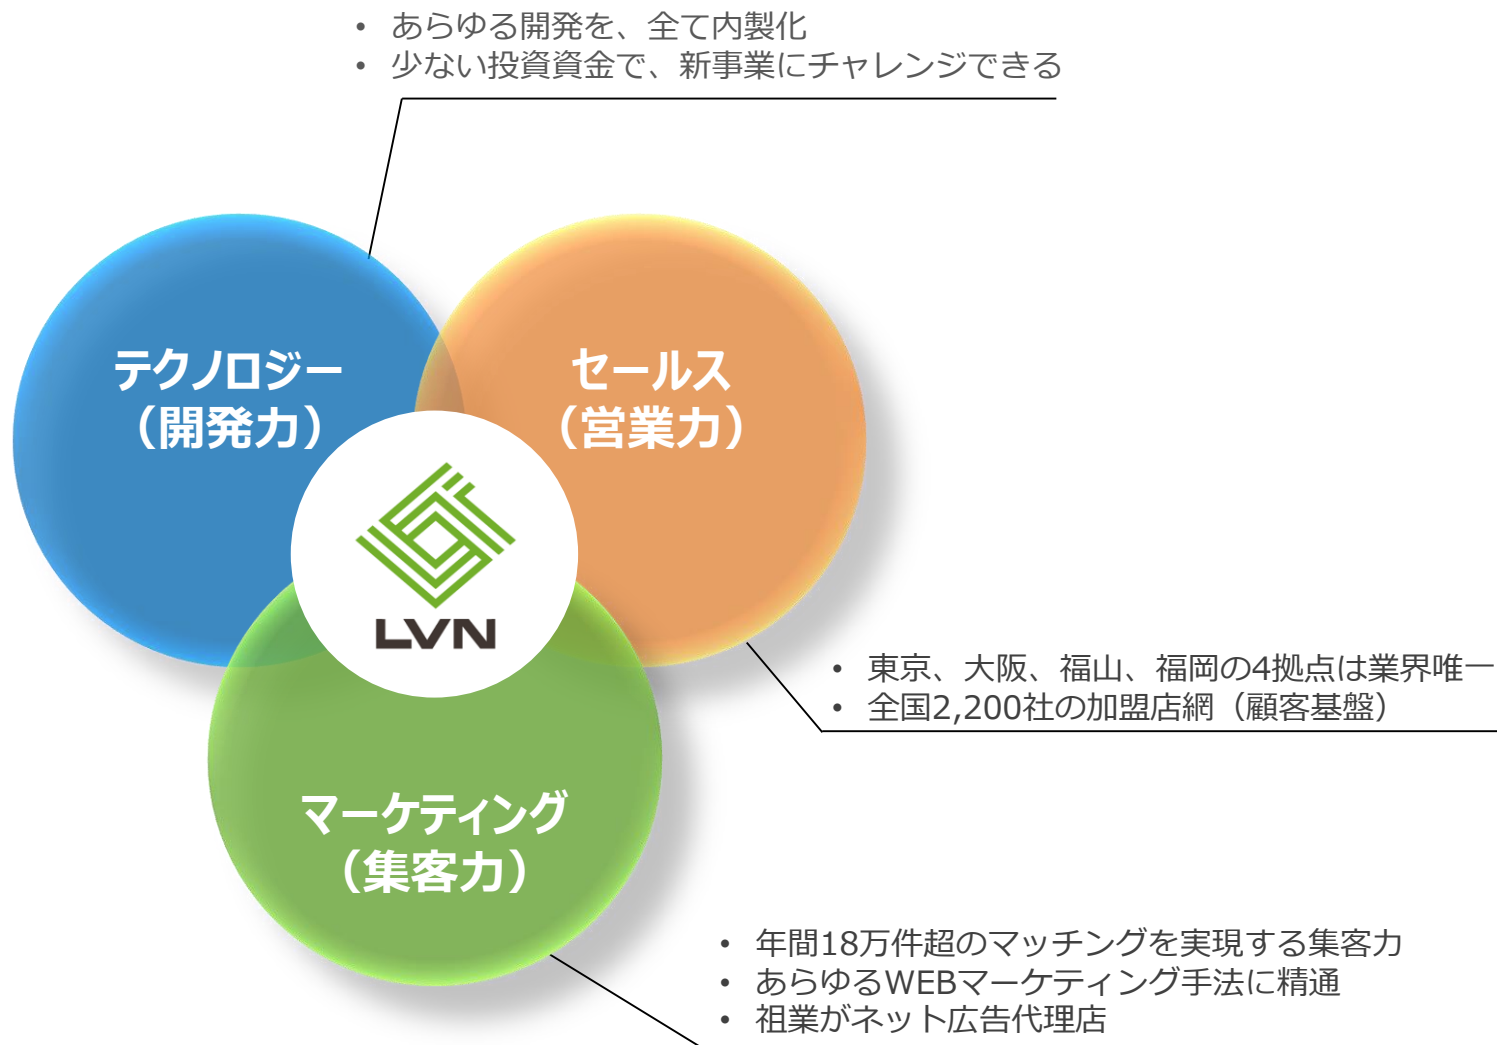 • あらゆる開発を、全て内製化
• 少ない投資資金で、新事業にチャレンジできる
テクノロジー
（開発力）
セールス
（営業力）
LVN
• 東京、大阪、福山、福岡の4拠点は業界唯一
• 全国2,200社の加盟店網（顧客基盤）
マーケティング
（集客力）
• 年間18万件超のマッチングを実現する集客力
• あらゆるWEBマーケティング手法に精通
• 祖業がネット広告代理店